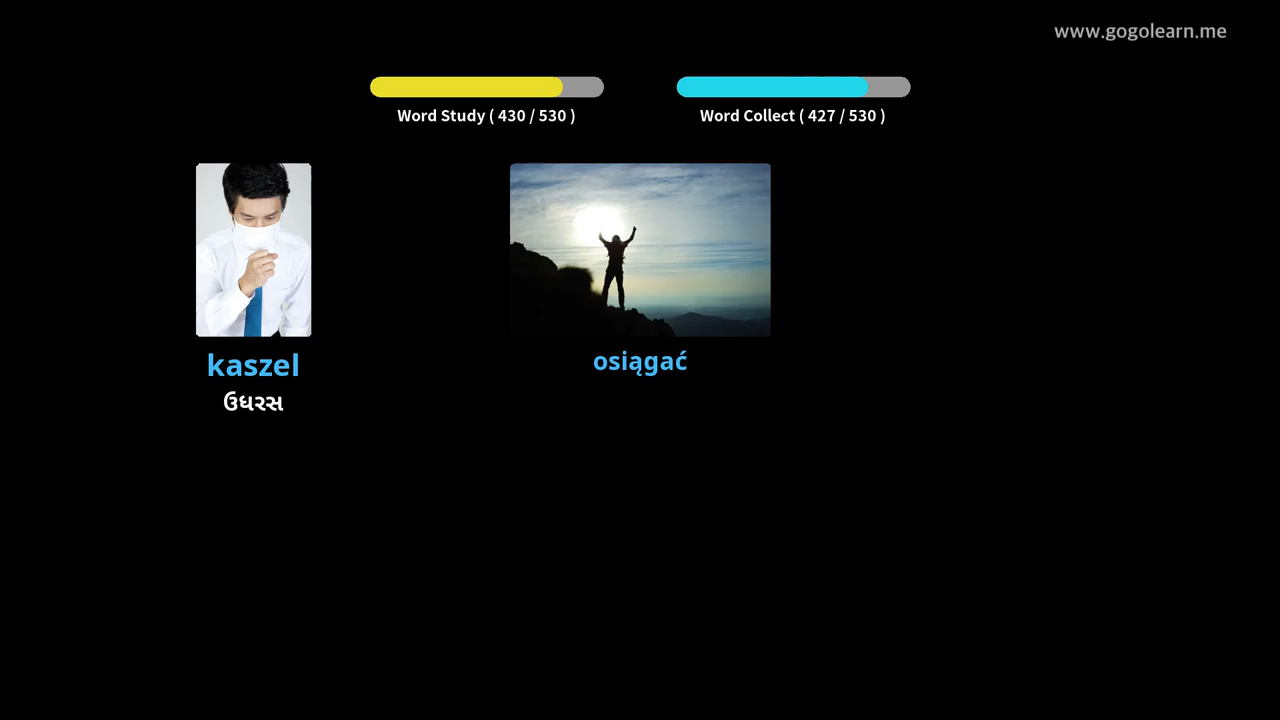 www.gogolearn.me
Word Study ( 430 / 530 )
Word Collect ( 427 / 530 )
kaszel
ઉધરસ
osiągać